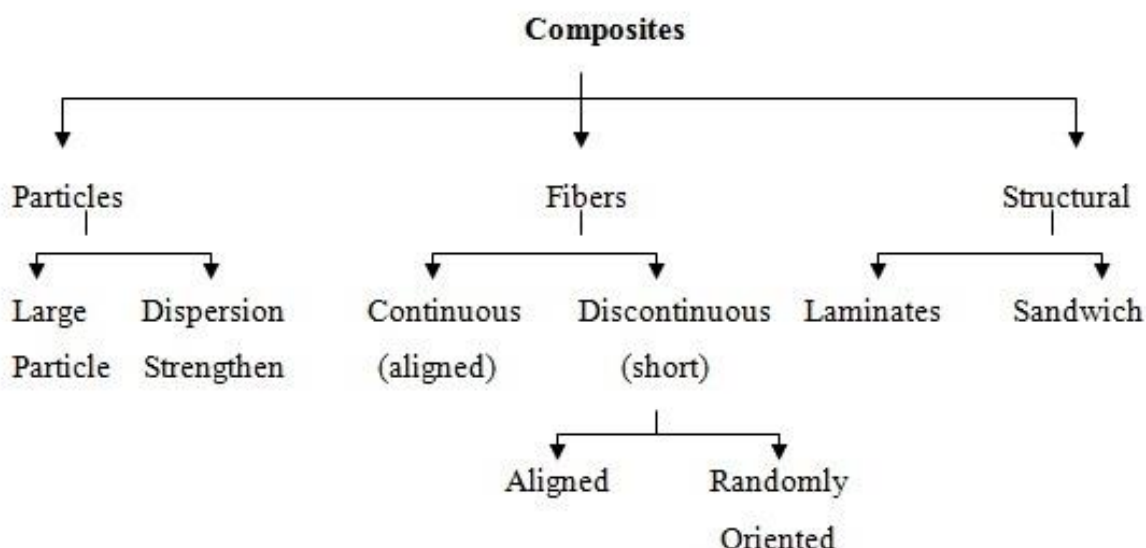 Composites
Particles Fibers Structural
Large Dispersion Continuous Discontinuous Laminates Sandwich
Particle Strengthen (aligned) (short)
Aligned Randomly
Oriented